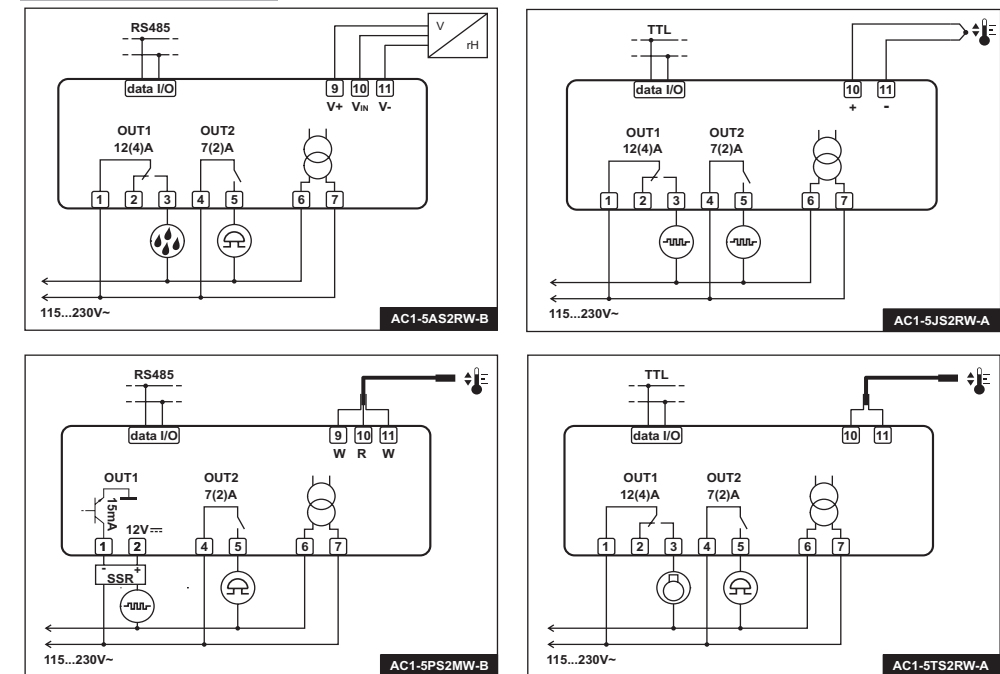 RS485
V
rH
data I/O
9 10 11
V+ VIN V-
OUT1 OUT2
12(4)A 7(2)A
1 2 3 4 5 6 7
115...230V~
AC1-5AS2RW-B
TTL
data I/O
10 11
+ -
OUT1 OUT2
12(4)A 7(2)A
1 2 3 4 5 6 7
115...230V~
AC1-5JS2RW-A
RS485
data I/O
9 10 11
W R W
OUT1 OUT2
7(2)A
15mA
12V
1 2 4 5 6 7
- +
SSR
115...230V~
AC1-5PS2MW-B
TTL
data I/O
10 11
OUT1 OUT2
12(4)A 7(2)A
1 2 3 4 5 6 7
115...230V~
AC1-5TS2RW-A